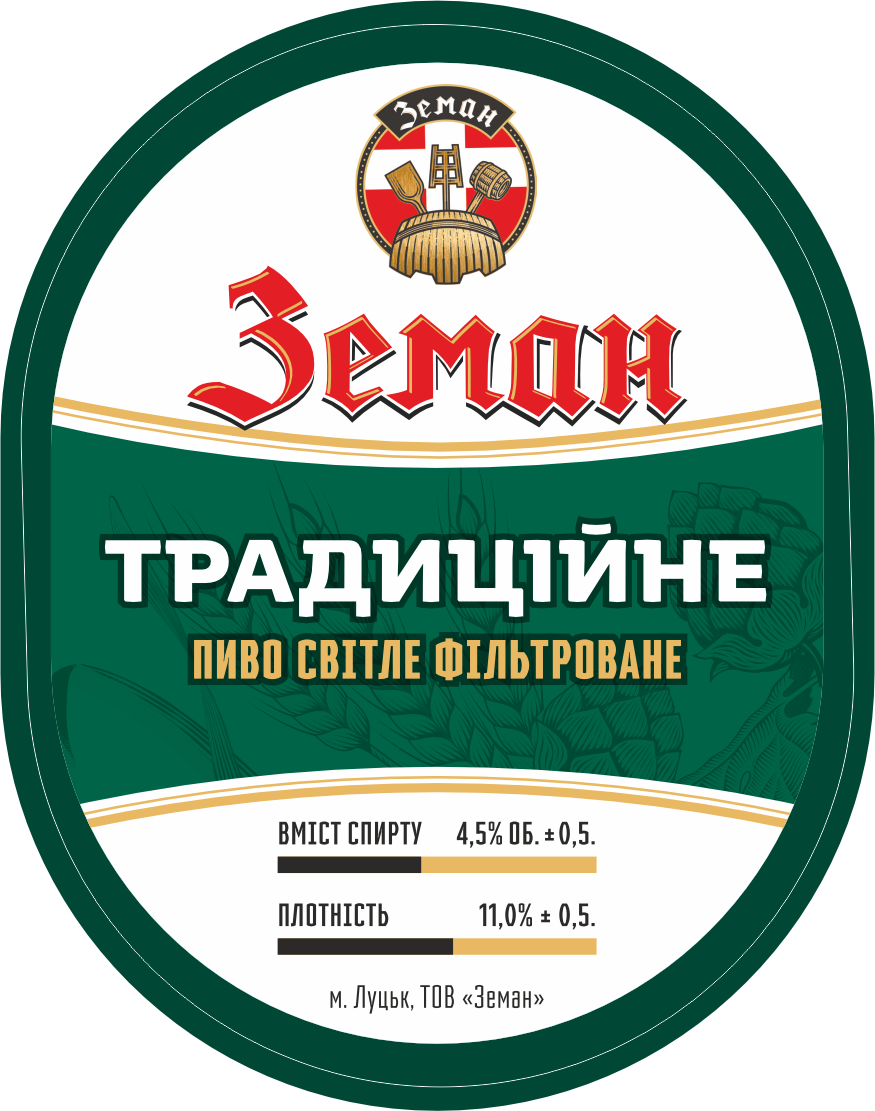 Земан
Земан
ТРАДИЦІЙНЕ
ПИВО СВІТЛЕ ФІЛЬТРОВАНЕ
ВМІСТ СПИРТУ 4,5% ОБ. ± 0,5.
ПЛОТНІСТЬ 11,0% ± 0,5.
м. Луцьк, ТОВ «Земан»